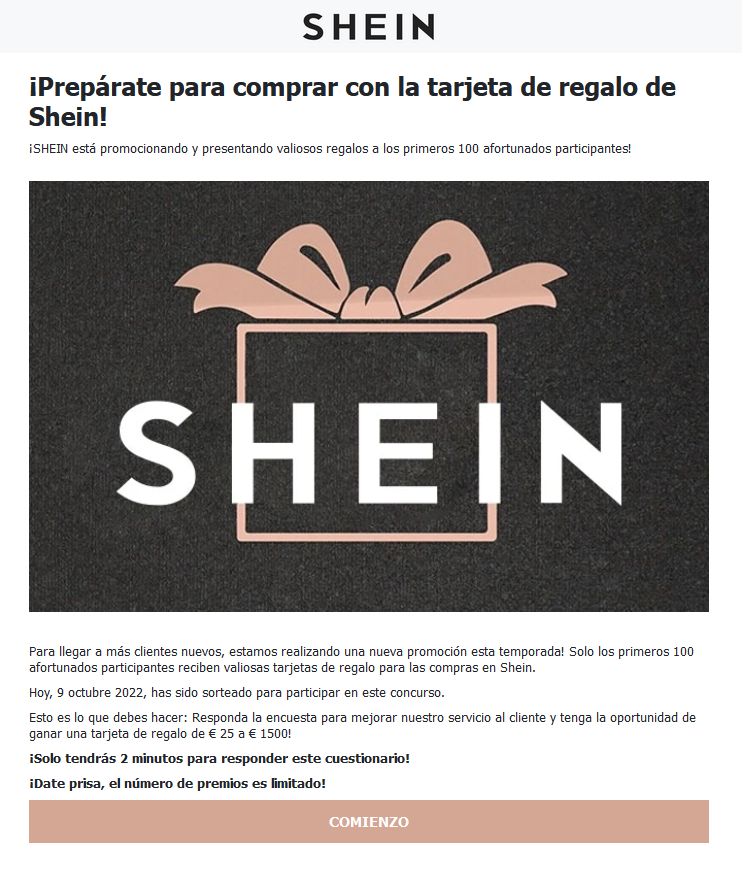 SHEIN
¡Prepárate para comprar con la tarjeta de regalo de
Shein!
¡SHEIN está promocionando y presentando valiosos regalos a los primeros 100 afortunados participantes!
SHEIN
Para llegar a más clientes nuevos, estamos realizando una nueva promoción esta temporada! Solo los primeros 100
afortunados participantes reciben valiosas tarjetas de regalo para las compras en Shein.
Hoy, 9 octubre 2022, has sido sorteado para participar en este concurso.
Esto es lo que debes hacer: Responda la encuesta para mejorar nuestro servicio al cliente y tenga la oportunidad de
ganar una tarjeta de regalo de € 25 a € 1500!
¡Solo tendrás 2 minutos para responder este cuestionario!
¡Date prisa, el número de premios es limitado!
COMIENZO